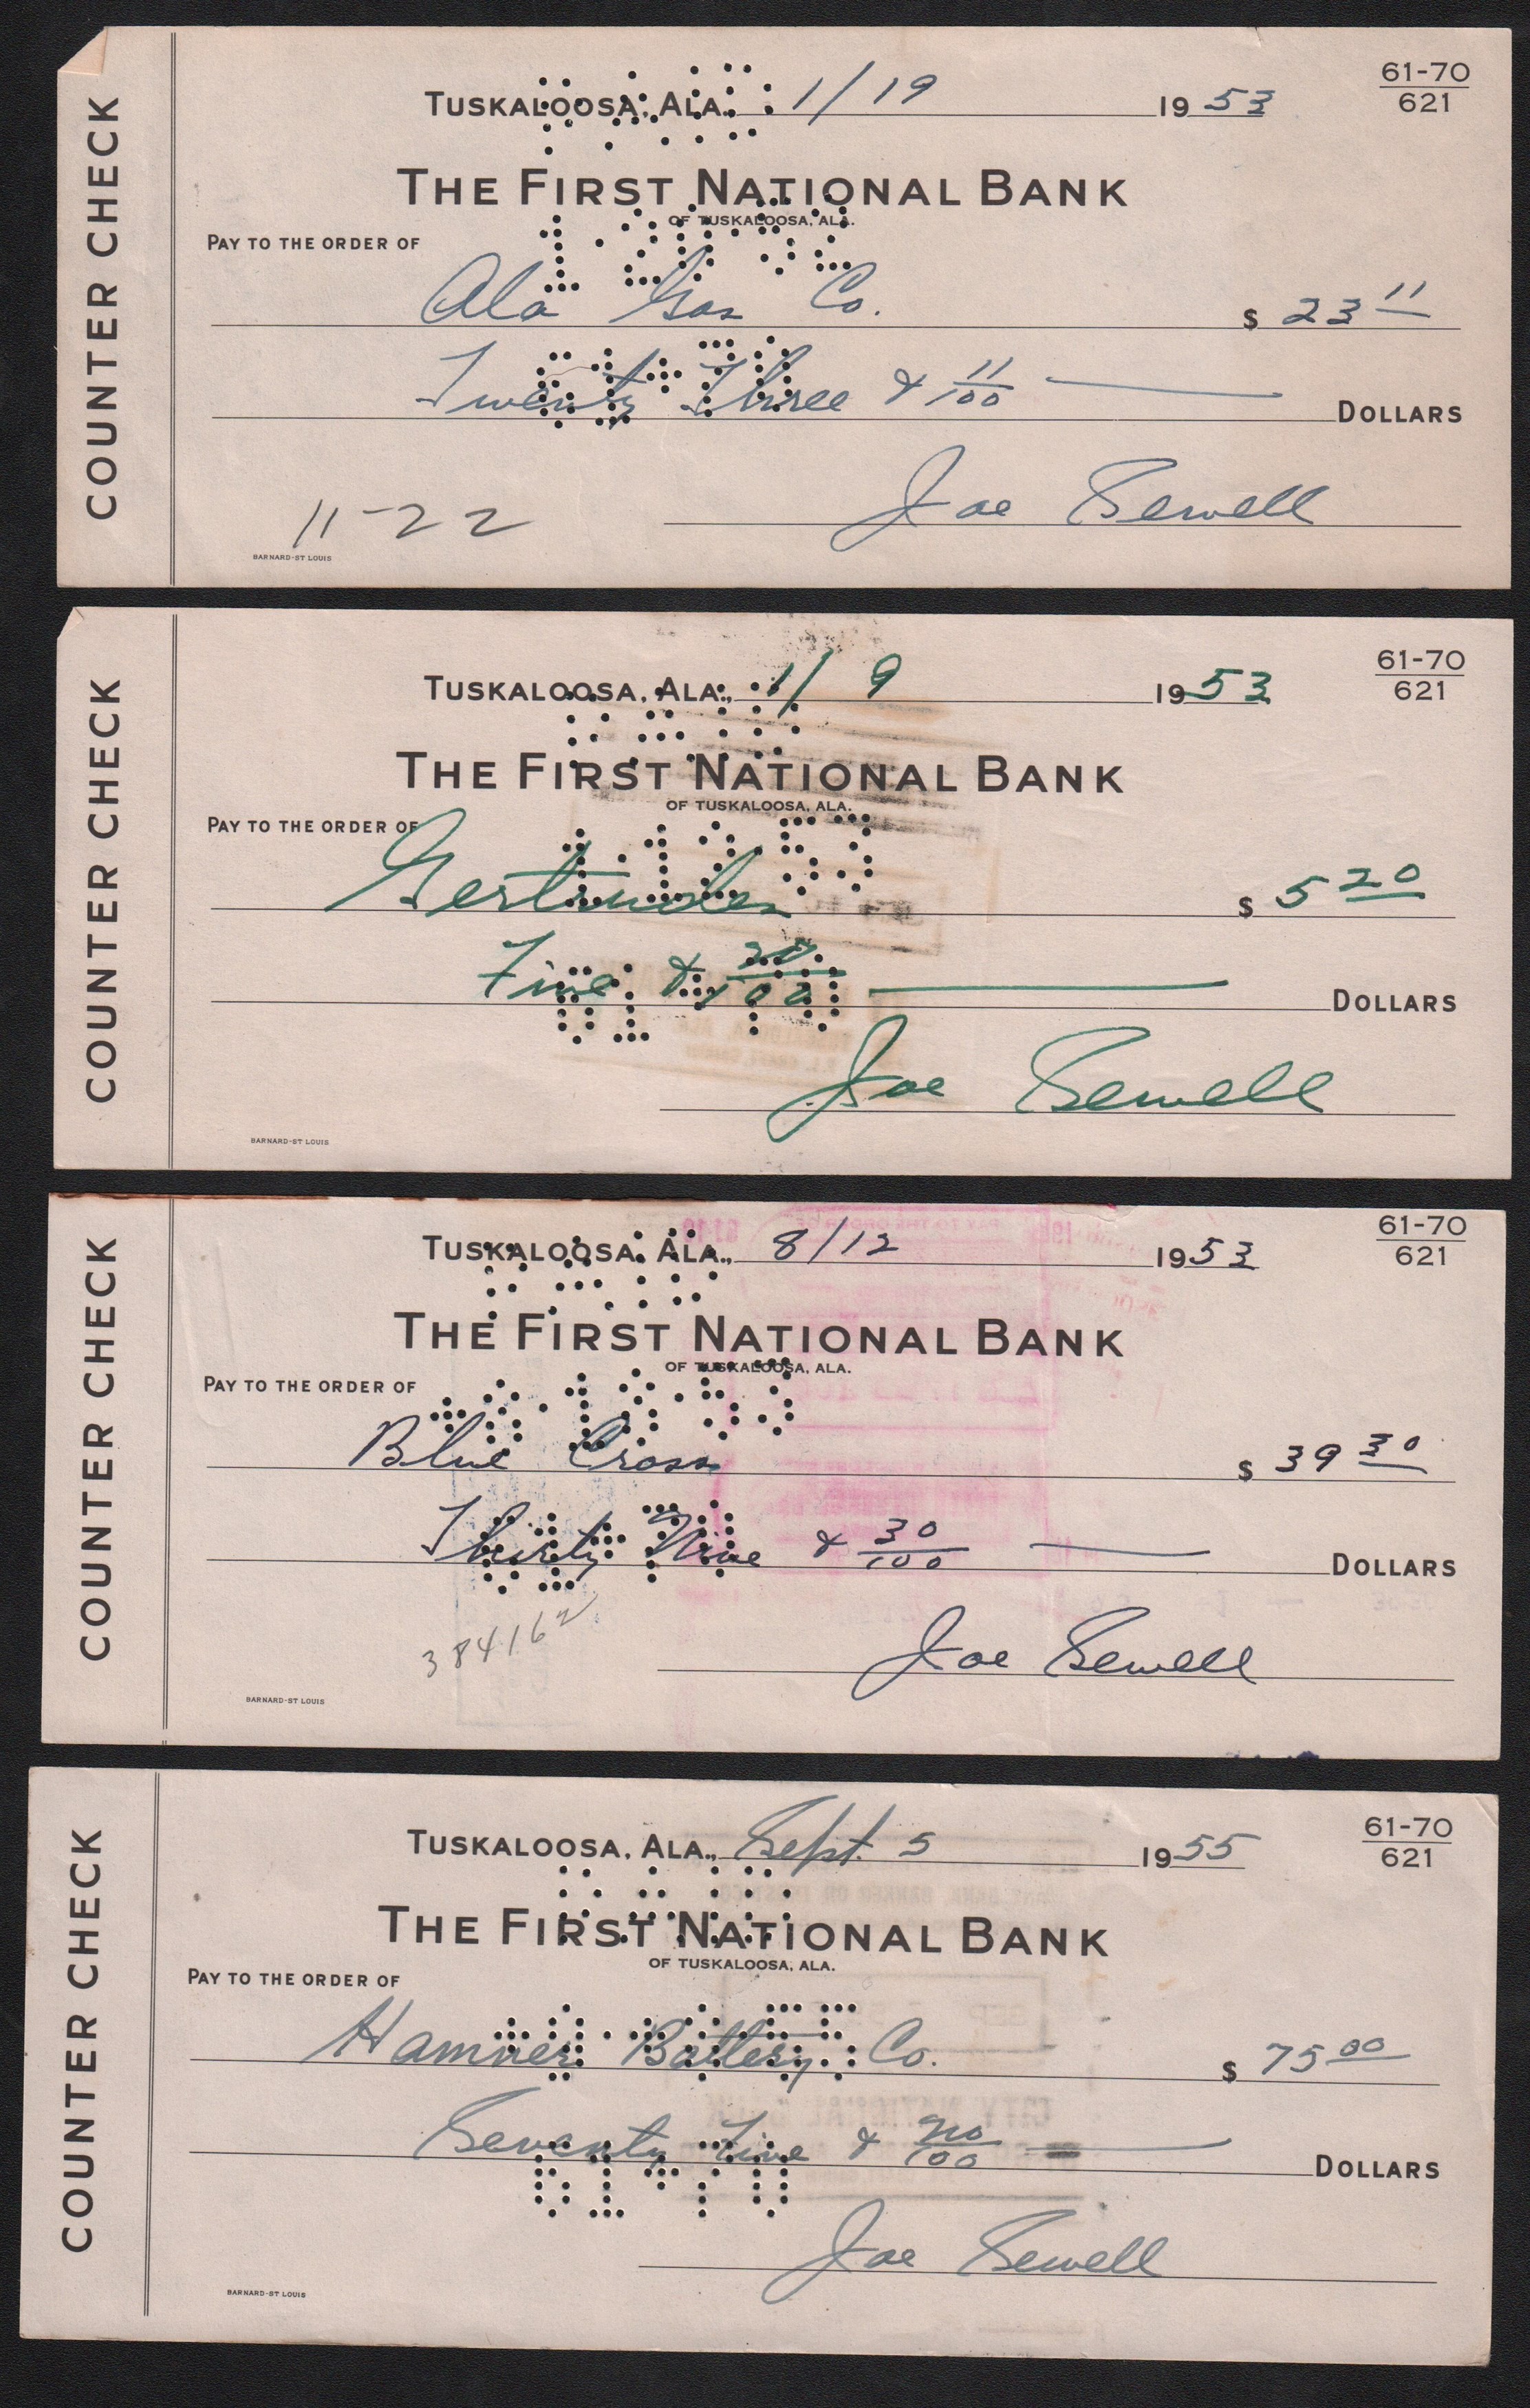 COUNTER CHECK
TUSKALOOSA, ALA., 1/19 1953
61-70
621
THE FIRST NATIONAL BANK
OF TUSKALOOSA, ALA.
PAY TO THE ORDER OF
Ala Gas Co. $ 23 11
Twenty Three & 11/100 DOLLARS
Joe Sewell
11-22
BARNARD-ST LOUIS
COUNTER CHECK
TUSKALOOSA, ALA., 1/9 1953
61-70
621
THE FIRST NATIONAL BANK
OF TUSKALOOSA, ALA.
PAY TO THE ORDER OF
Gertrudes $ 5 20
Five & 20/100 DOLLARS
Joe Sewell
BARNARD-ST LOUIS
COUNTER CHECK
TUSKALOOSA, ALA., 8/12 1953
61-70
621
THE FIRST NATIONAL BANK
OF TUSKALOOSA, ALA.
PAY TO THE ORDER OF
Blue Cross $ 39 30
Thirty Nine & 30/100 DOLLARS
384162
Joe Sewell
BARNARD-ST LOUIS
COUNTER CHECK
TUSKALOOSA, ALA., Sept. 5 1955
61-70
621
THE FIRST NATIONAL BANK
OF TUSKALOOSA, ALA.
PAY TO THE ORDER OF
Hamner Battery Co. $ 75 00
Seventy Five & no/100 DOLLARS
Joe Sewell
BARNARD-ST LOUIS